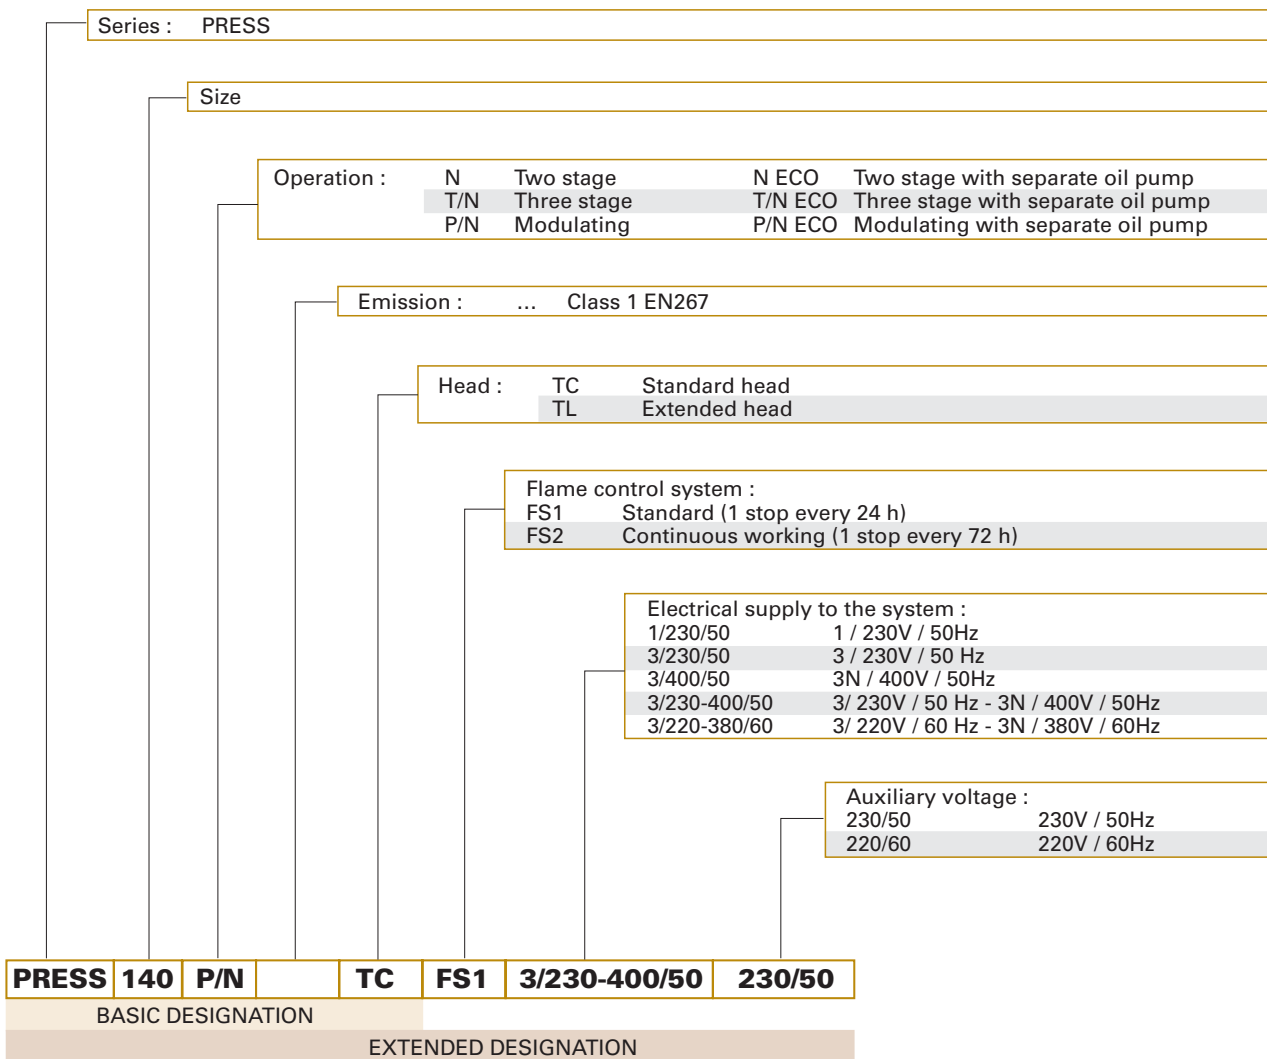 Series : PRESS
Size
Operation : N Two stage N ECO Two stage with separate oil pump
T/N Three stage T/N ECO Three stage with separate oil pump
P/N Modulating P/N ECO Modulating with separate oil pump
Emission : ... Class 1 EN267
Head : TC Standard head
TL Extended head
Flame control system :
FS1 Standard (1 stop every 24 h)
FS2 Continuous working (1 stop every 72 h)
Electrical supply to the system :
1/230/50 1 / 230V / 50Hz
3/230/50 3 / 230V / 50 Hz
3/400/50 3N / 400V / 50Hz
3/230-400/50 3/ 230V / 50 Hz - 3N / 400V / 50Hz
3/220-380/60 3/ 220V / 60 Hz - 3N / 380V / 60Hz
Auxiliary voltage :
230/50 230V / 50Hz
220/60 220V / 60Hz
PRESS 140 P/N TC FS1 3/230-400/50 230/50
BASIC DESIGNATION
EXTENDED DESIGNATION